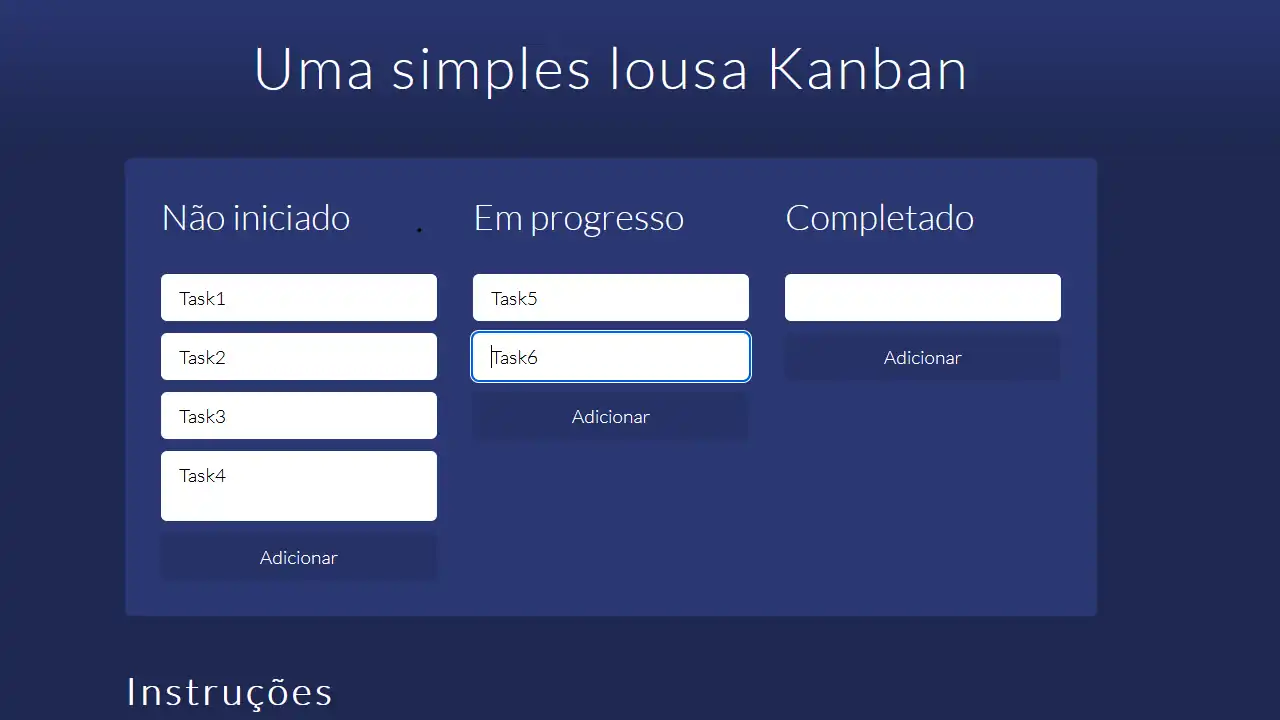 Uma simples lousa Kanban
Não iniciado
Task1
Task2
Task3
Task4
Adicionar
Em progresso
Task5
Task6
Adicionar
Completado
Adicionar
Instruções